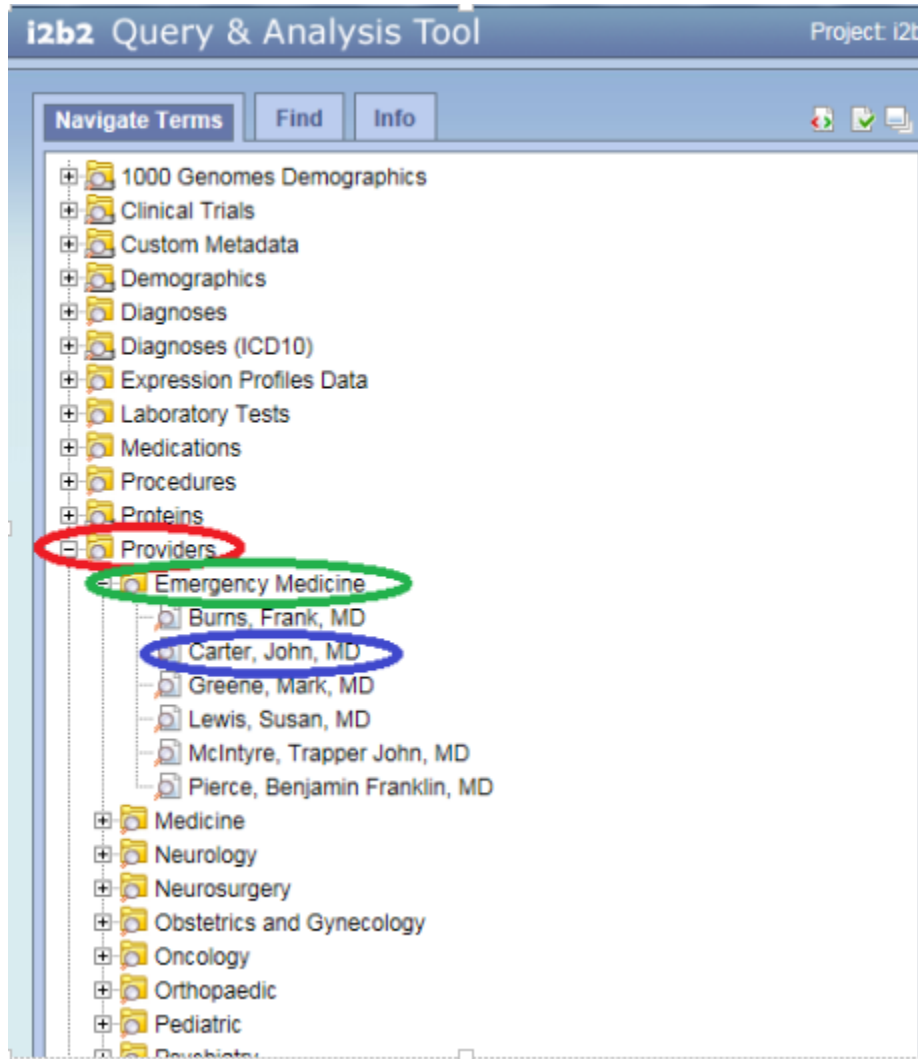 i2b2 Query & Analysis Tool Project: i2b
Navigate Terms Find Info
1000 Genomes Demographics
Clinical Trials
Custom Metadata
Demographics
Diagnoses
Diagnoses (ICD10)
Expression Profiles Data
Laboratory Tests
Medications
Procedures
Proteins
Providers
Emergency Medicine
Burns, Frank, MD
Carter, John, MD
Greene, Mark, MD
Lewis, Susan, MD
McIntyre, Trapper John, MD
Pierce, Benjamin Franklin, MD
Medicine
Neurology
Neurosurgery
Obstetrics and Gynecology
Oncology
Orthopaedic
Pediatric
Psychiatry